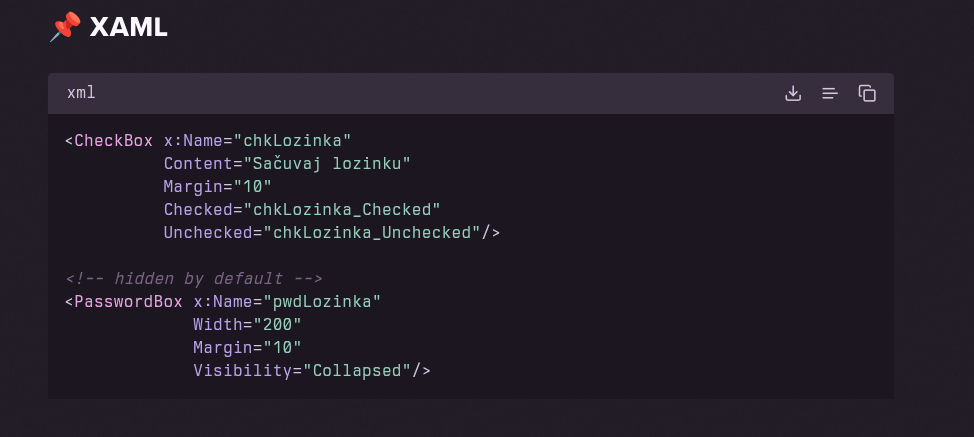 📌 XAML
xml
<CheckBox x:Name="chkLozinka"
          Content="Sačuvaj lozinku"
          Margin="10"
          Checked="chkLozinka_Checked"
          Unchecked="chkLozinka_Unchecked"/>
<!-- hidden by default -->
<PasswordBox x:Name="pwdLozinka"
             Width="200"
             Margin="10"
             Visibility="Collapsed"/>